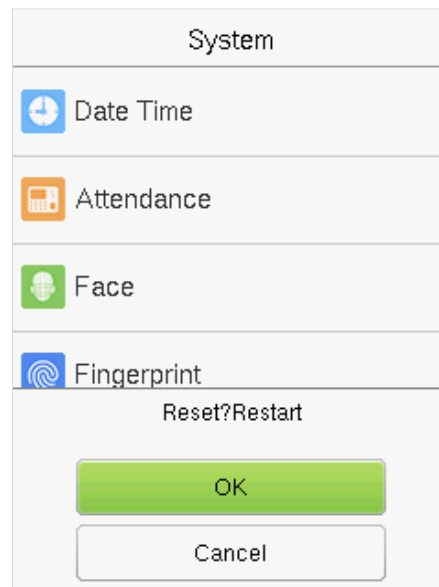 System
Date Time
Attendance
Face
Fingerprint
Reset?Restart
OK
Cancel